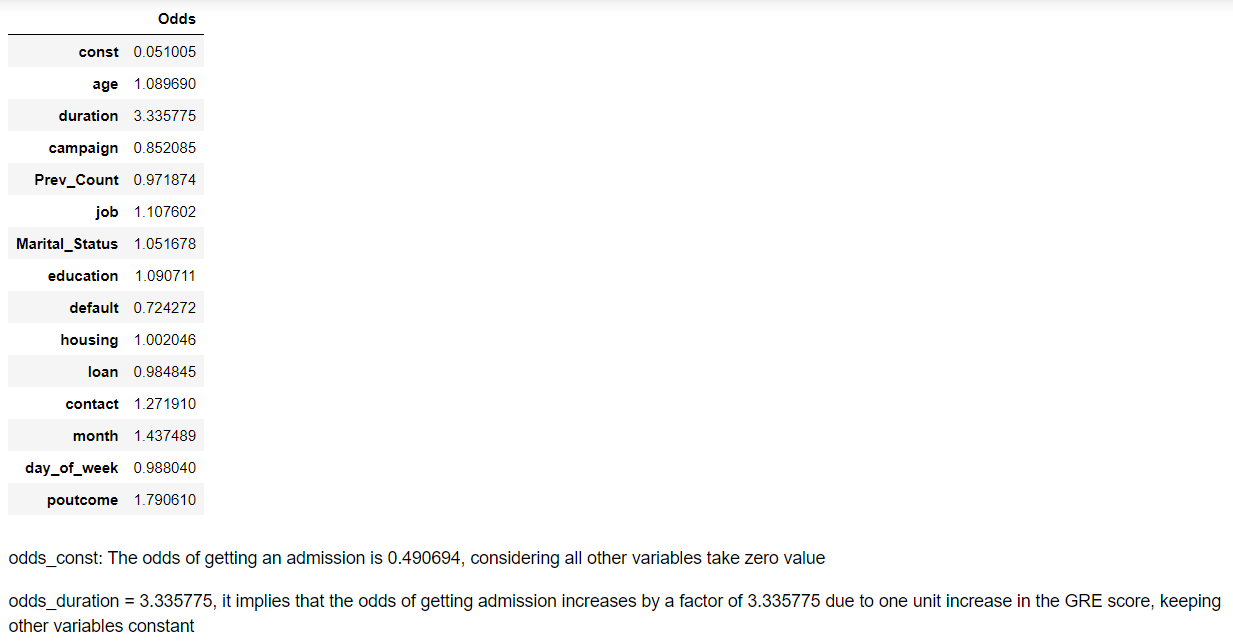 Odds
const 0.051005
age 1.089690
duration 3.335775
campaign 0.852085
Prev_Count 0.971874
job 1.107602
Marital_Status 1.051678
education 1.090711
default 0.724272
housing 1.002046
loan 0.984845
contact 1.271910
month 1.437489
day_of_week 0.988040
poutcome 1.790610
odds_const: The odds of getting an admission is 0.490694, considering all other variables take zero value
odds_duration = 3.335775, it implies that the odds of getting admission increases by a factor of 3.335775 due to one unit increase in the GRE score, keeping
other variables constant